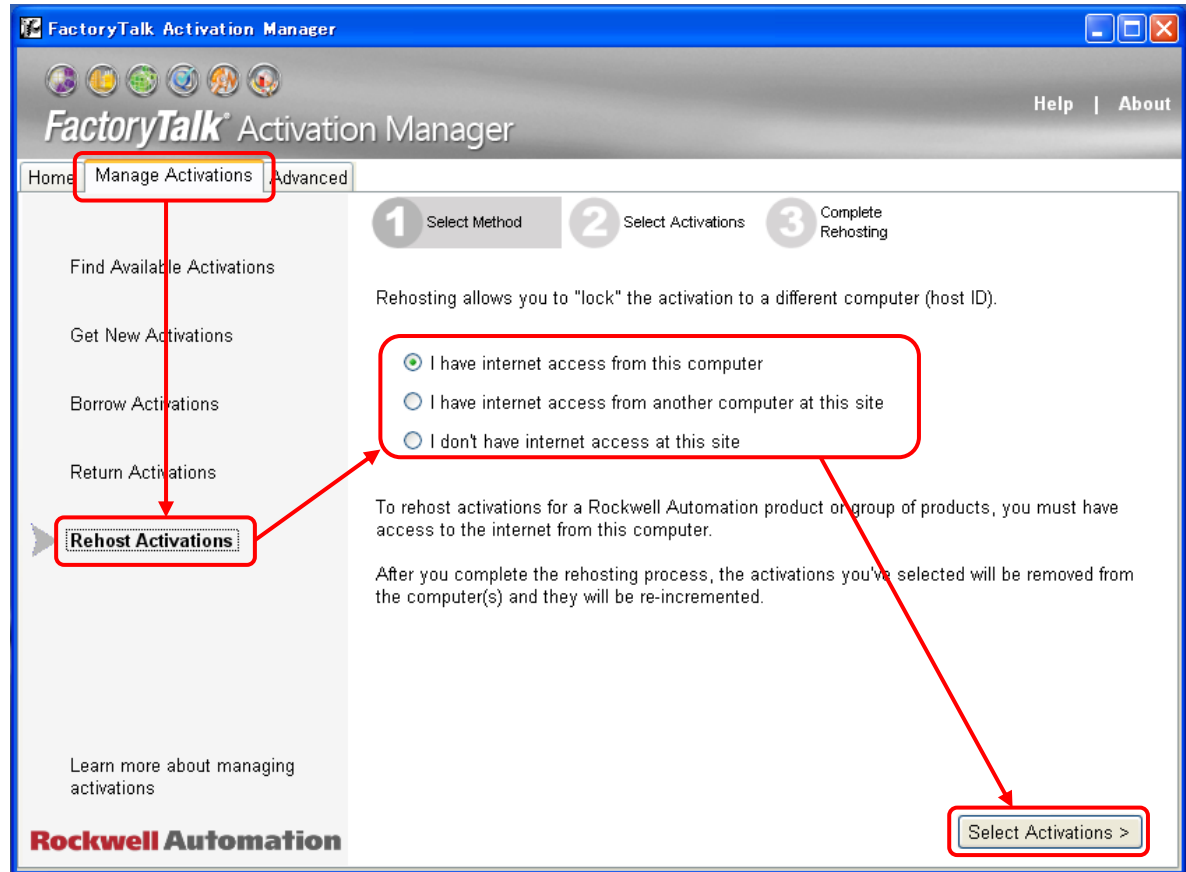 FactoryTalk Activation Manager
Help | About
FactoryTalk Activation Manager
Home
Manage Activations
Advanced
1 Select Method
2 Select Activations
3 Complete
Rehosting
Find Available Activations
Get New Activations
Borrow Activations
Return Activations
Rehost Activations
Learn more about managing
activations
Rockwell Automation
Rehosting allows you to "lock" the activation to a different computer (host ID).
I have internet access from this computer
I have internet access from another computer at this site
I don't have internet access at this site
To rehost activations for a Rockwell Automation product or group of products, you must have
access to the internet from this computer.
After you complete the rehosting process, the activations you've selected will be removed from
the computer(s) and they will be re-incremented.
Select Activations >